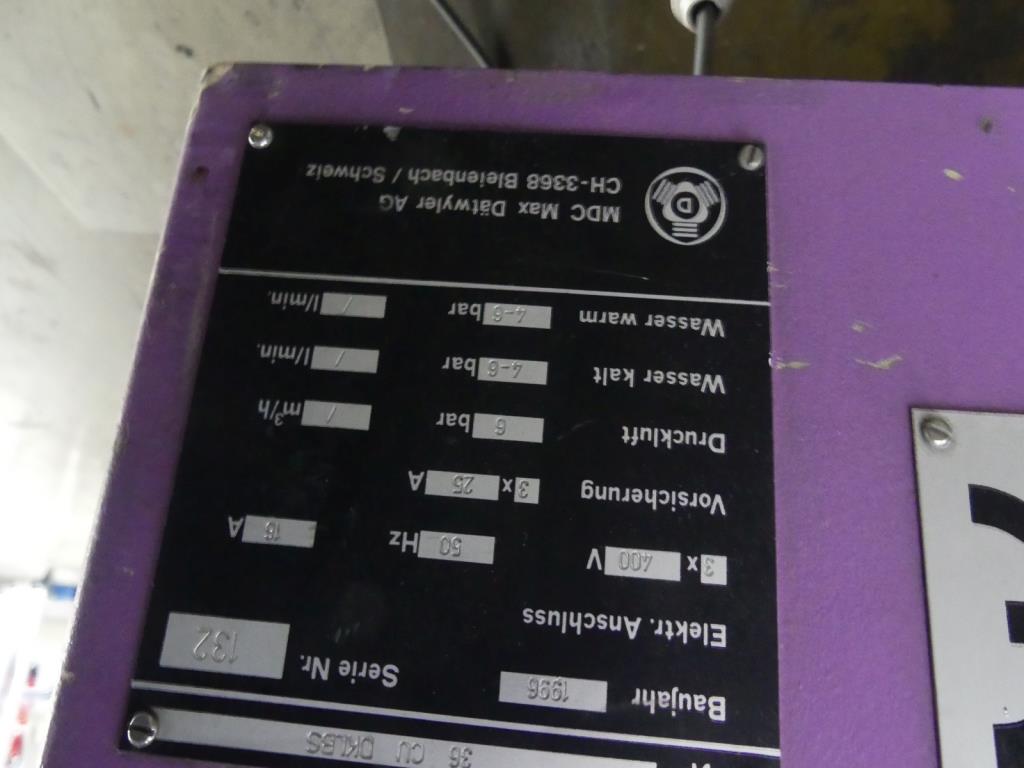 36 CU DKLBS
Baujahr 1996 Serie Nr. 132
Elektr. Anschluss
3 x 400 V 50 Hz 16 A
Vorsicherung 3 x 25 A
Druckluft 6 bar / m³/h
Wasser kalt 4-6 bar / l/min.
Wasser warm 4-6 bar / l/min.
D
MDC Max Dätwyler AG
CH-3368 Bleienbach / Schweiz